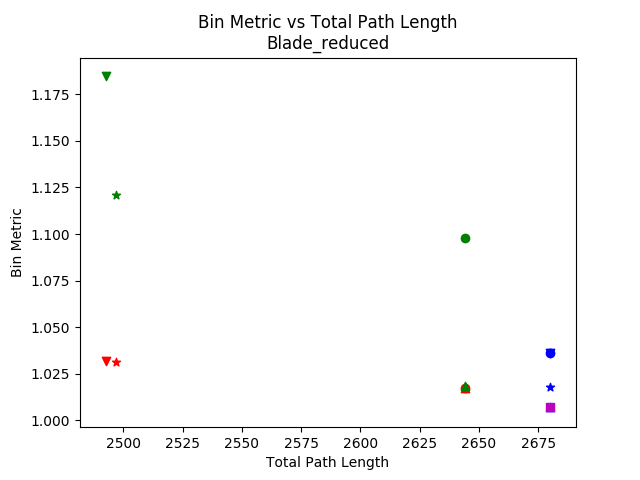 Bin Metric vs Total Path Length
Blade_reduced
Bin Metric
1.175
1.150
1.125
1.100
1.075
1.050
1.025
1.000
2500 2525 2550 2575 2600 2625 2650 2675
Total Path Length